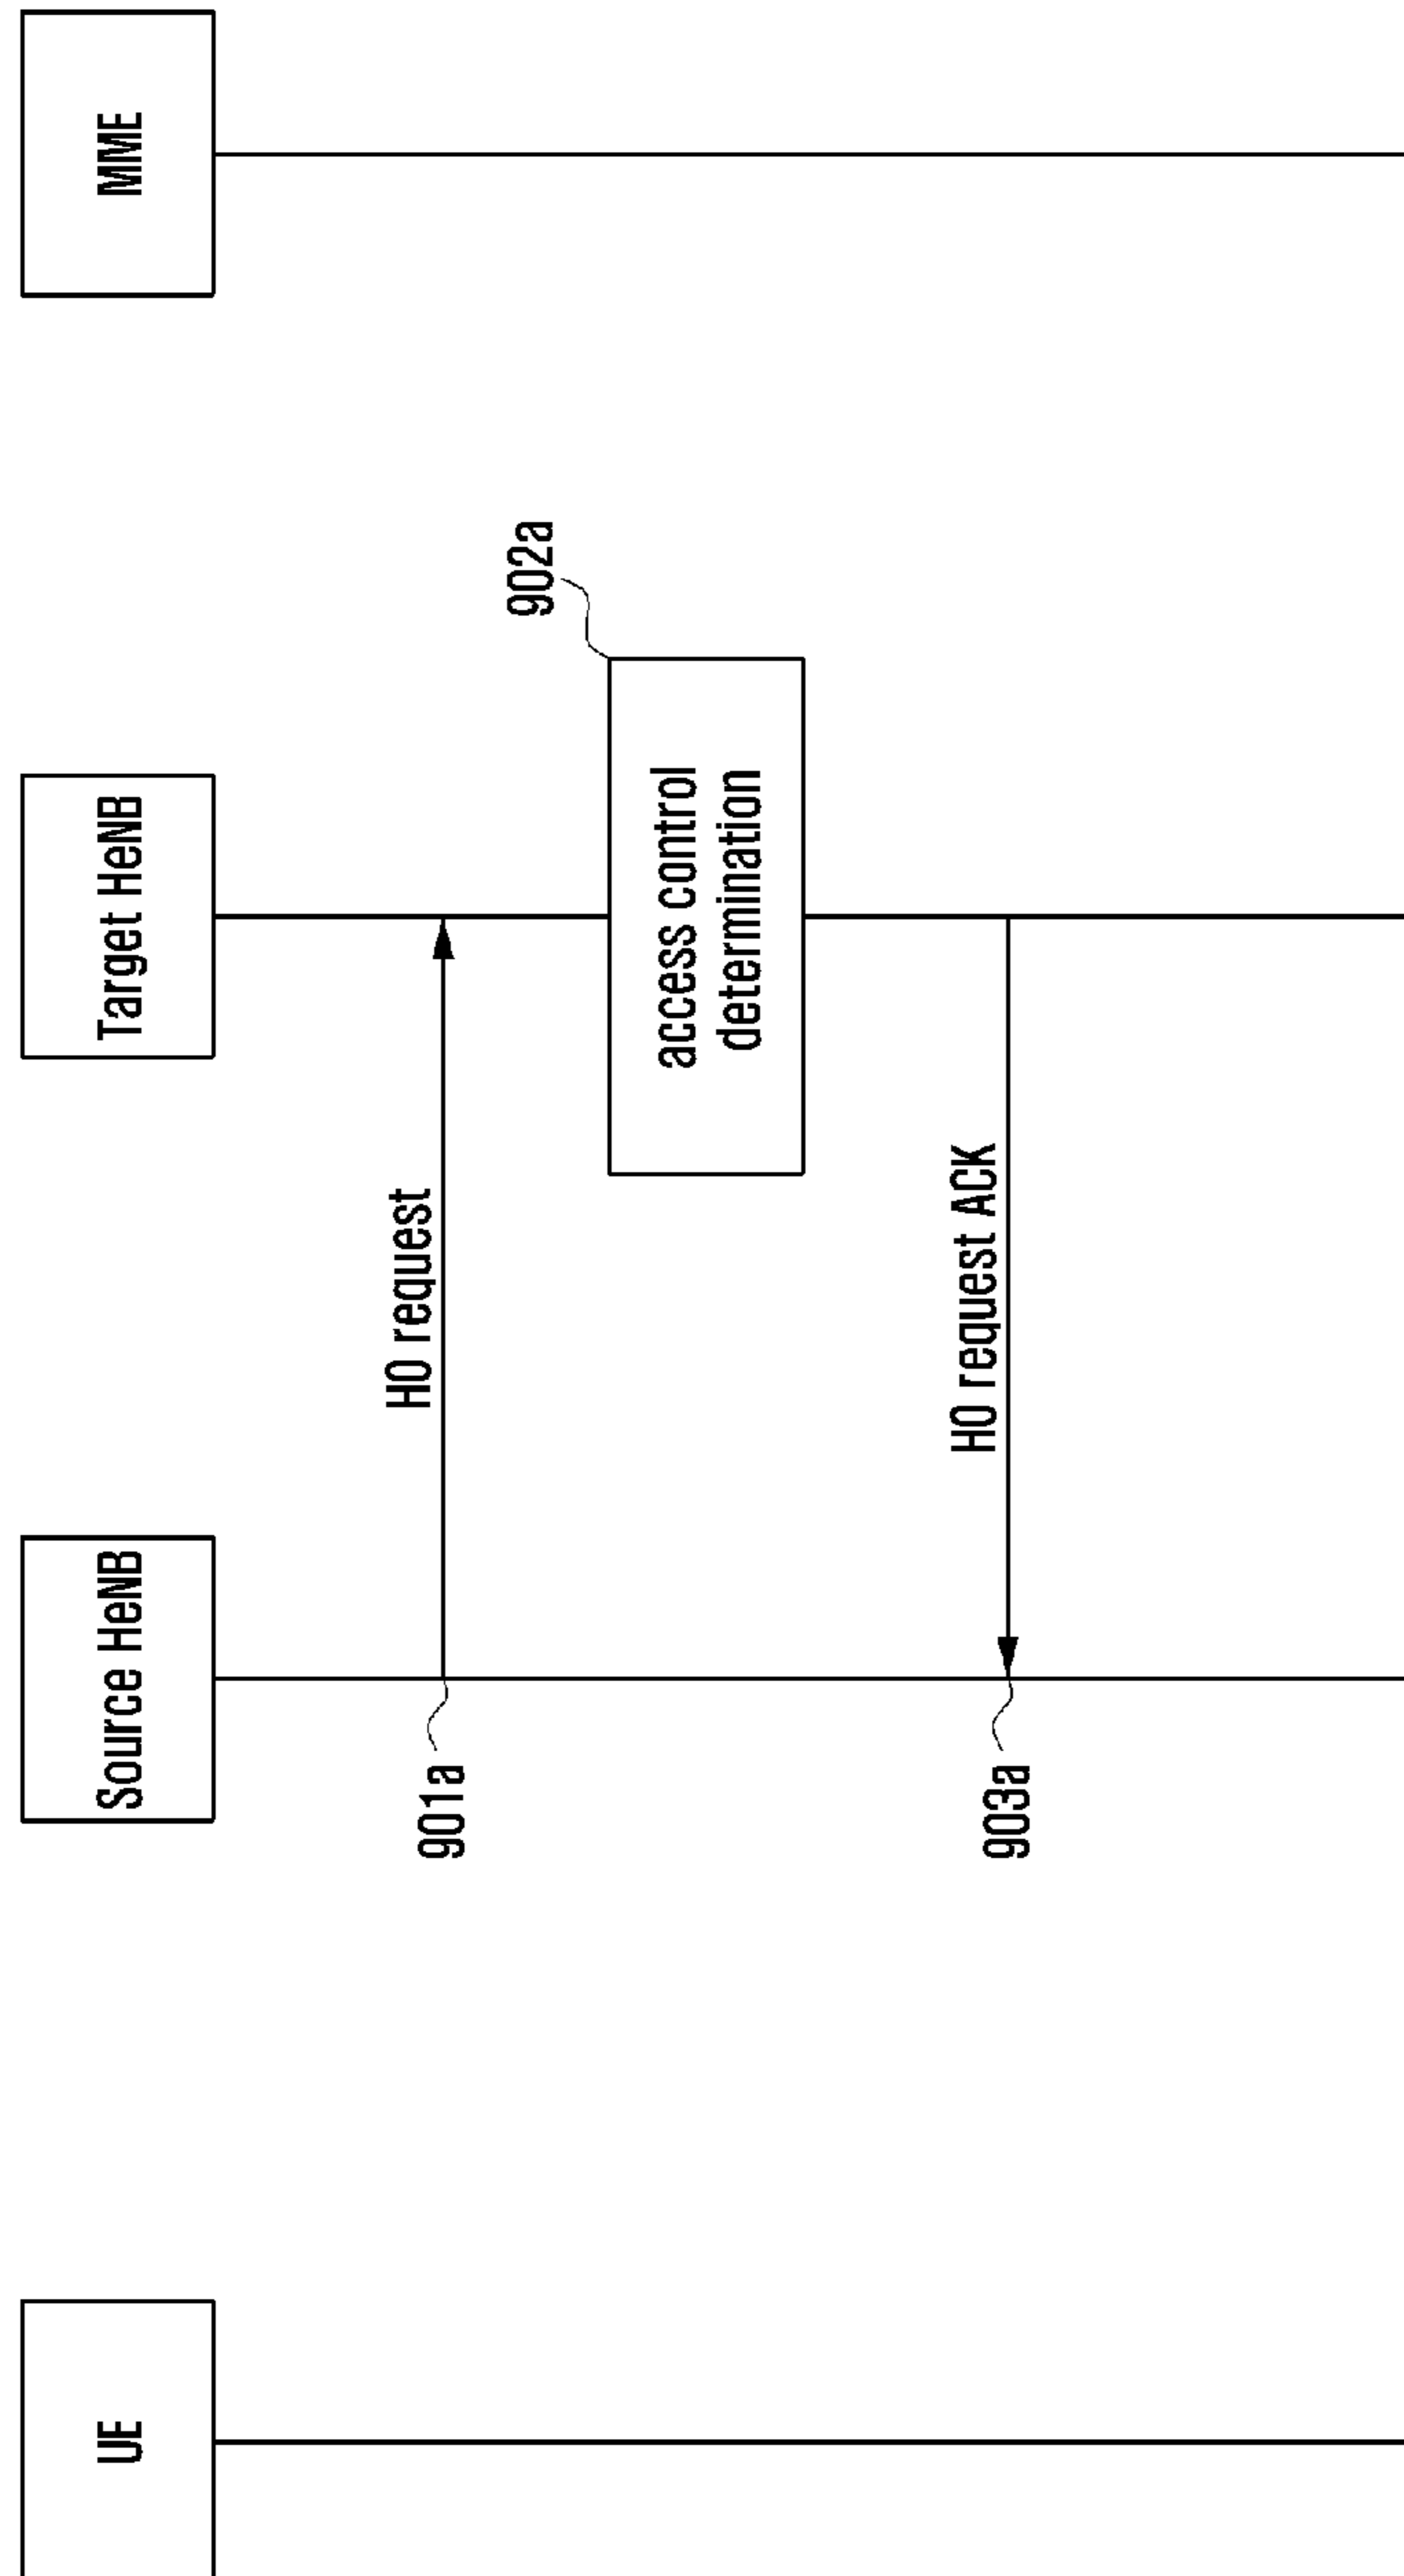 UE
Source HeNB
Target HeNB
MME
901a
HO request
902a
access control
determination
903a
HO request ACK